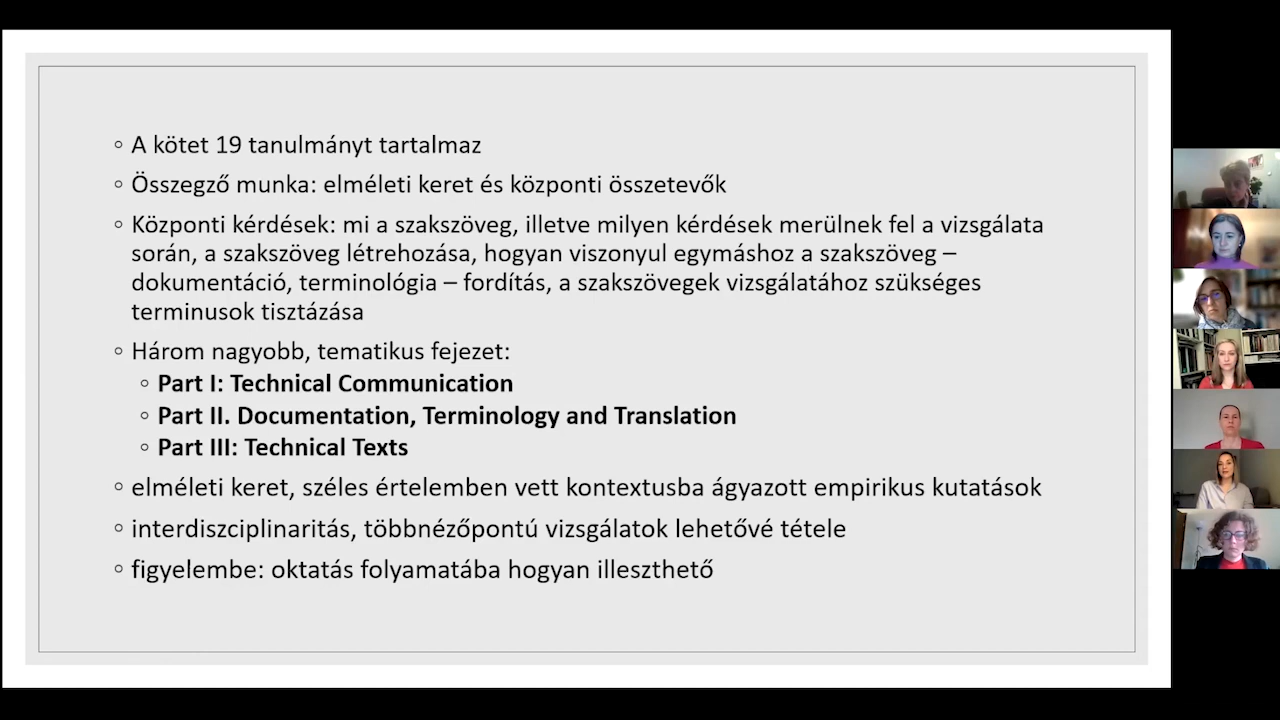 ◦ A kötet 19 tanulmányt tartalmaz
◦ Összegző munka: elméleti keret és központi összetevők
◦ Központi kérdések: mi a szakszöveg, illetve milyen kérdések merülnek fel a vizsgálata
során, a szakszöveg létrehozása, hogyan viszonyul egymáshoz a szakszöveg –
dokumentáció, terminológia – fordítás, a szakszövegek vizsgálatához szükséges
terminusok tisztázása
◦ Három nagyobb, tematikus fejezet:
◦ Part I: Technical Communication
◦ Part II. Documentation, Terminology and Translation
◦ Part III: Technical Texts
◦ elméleti keret, széles értelemben vett kontextusba ágyazott empirikus kutatások
◦ interdiszciplinaritás, többnézőpontú vizsgálatok lehetővé tétele
◦ figyelembe: oktatás folyamatába hogyan illeszthető